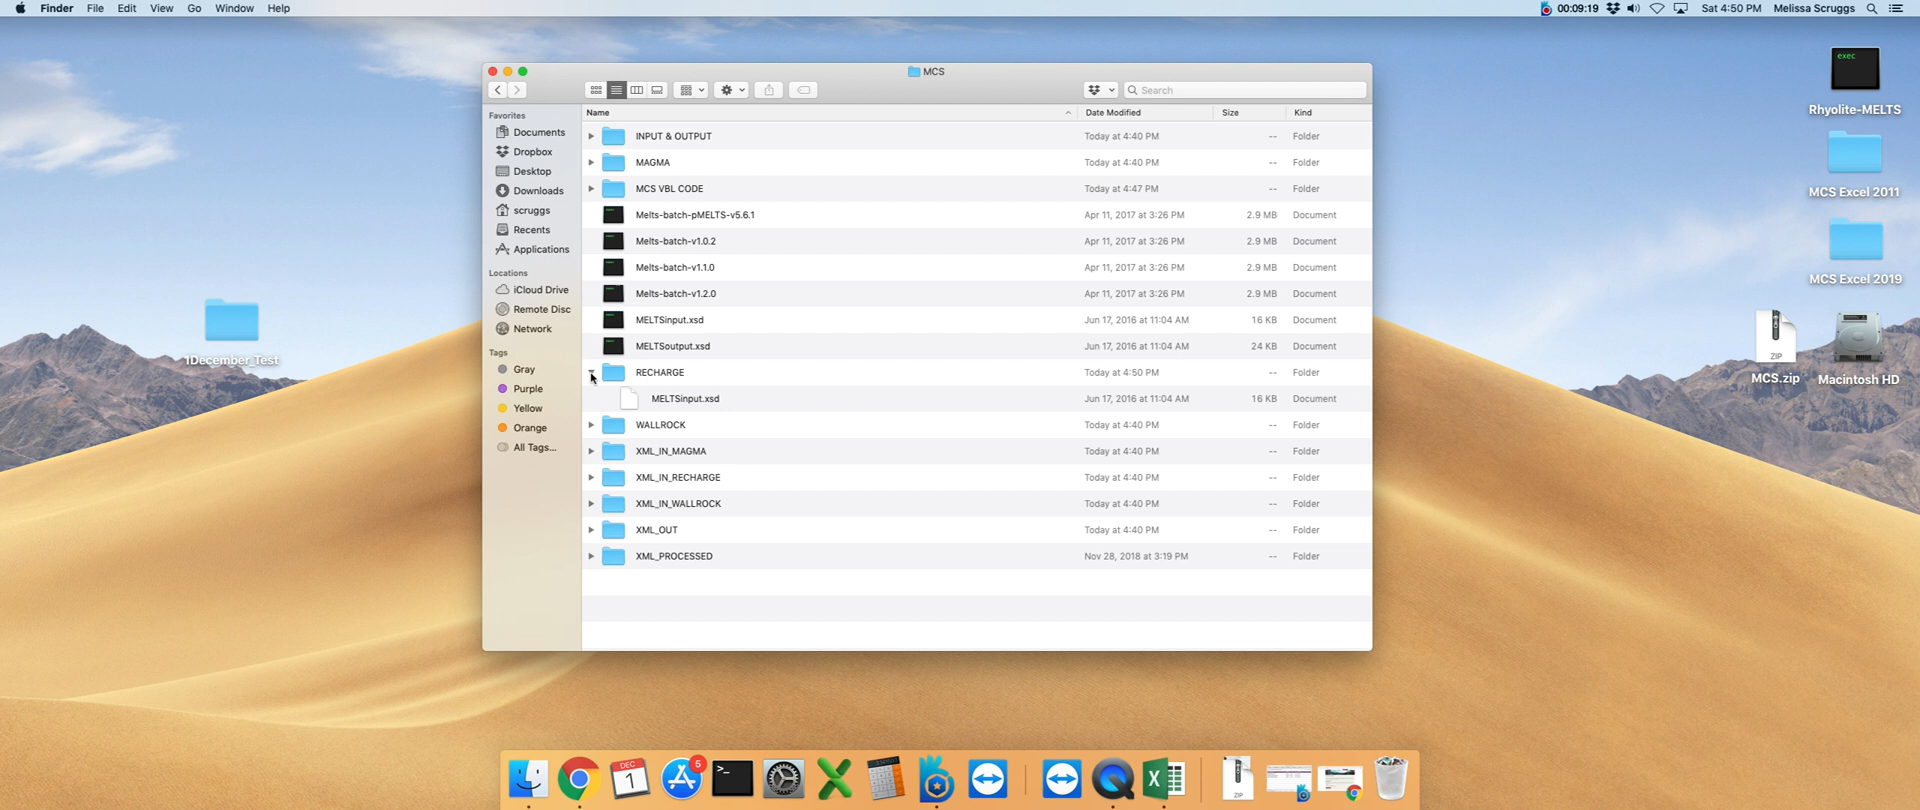 Finder File Edit View Go Window Help 00:09:19 Sat 4:50 PM Melissa Scruggs
MCS
Search
Favorites
Documents
Dropbox
Desktop
Downloads
scruggs
Recents
Applications
Locations
iCloud Drive
Remote Disc
Network
Tags
Gray
Purple
Yellow
Orange
All Tags...
Name Date Modified Size Kind
INPUT & OUTPUT Today at 4:40 PM -- Folder
MAGMA Today at 4:40 PM -- Folder
MCS VBL CODE Today at 4:47 PM -- Folder
Melts-batch-pMELTS-v5.6.1 Apr 11, 2017 at 3:26 PM 2.9 MB Document
Melts-batch-v1.0.2 Apr 11, 2017 at 3:26 PM 2.9 MB Document
Melts-batch-v1.1.0 Apr 11, 2017 at 3:26 PM 2.9 MB Document
Melts-batch-v1.2.0 Apr 11, 2017 at 3:26 PM 2.9 MB Document
MELTSinput.xsd Jun 17, 2016 at 11:04 AM 16 KB Document
MELTSoutput.xsd Jun 17, 2016 at 11:04 AM 24 KB Document
RECHARGE Today at 4:50 PM -- Folder
MELTSinput.xsd Jun 17, 2016 at 11:04 AM 16 KB Document
WALLROCK Today at 4:40 PM -- Folder
XML_IN_MAGMA Today at 4:40 PM -- Folder
XML_IN_RECHARGE Today at 4:40 PM -- Folder
XML_IN_WALLROCK Today at 4:40 PM -- Folder
XML_OUT Today at 4:40 PM -- Folder
XML_PROCESSED Nov 28, 2018 at 3:19 PM -- Folder
1December_Test
exec
Rhyolite-MELTS
MCS Excel 2011
MCS Excel 2019
ZIP
MCS.zip
Macintosh HD
DEC
1
5
>_
ZIP